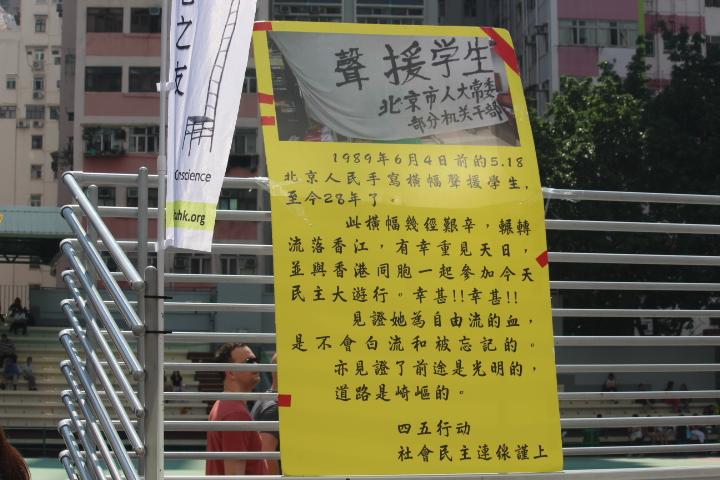 之友
science
hk.org
聲援学生
北京市人大常委
部分机关干部
1989年6月4日前的5.18
北京人民手寫橫幅聲援學生,
至今28年了。
此橫幅幾經艱辛,輾轉
流落香江,有幸重見天日,
並與香港同胞一起參加今天
民主大遊行。幸甚!!幸甚!!
見證她為自由流的血,
是不會白流和被忘記的。
亦見證了前途是光明的,
道路是崎嶇的。
四五行动
社會民主連線謹上